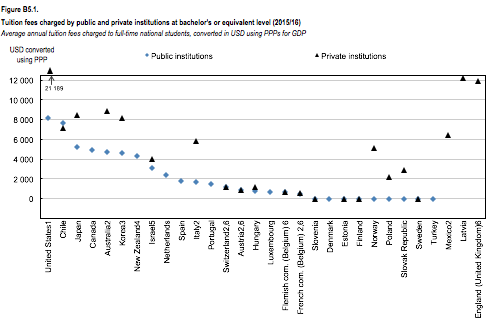 Figure B5.1.
Tuition fees charged by public and private institutions at bachelor's or equivalent level (2015/16)
Average annual tuition fees charged to full-time national students, converted in USD using PPPs for GDP
USD converted
using PPP
Public institutions
Private institutions
12 000
21 189
10 000
8 000
6 000
4 000
2 000
0
United States1
Chile
Japan
Canada
Australia2
Korea3
New Zealand4
Israel5
Netherlands
Spain
Italy2
Portugal
Switzerland2,6
Austria2,6
Hungary
Luxembourg
Flemish com. (Belgium) 6
French com. (Belgium) 2,6
Slovenia
Denmark
Estonia
Finland
Norway
Poland
Slovak Republic
Sweden
Turkey
Mexico2
Latvia
England (United Kingdom)6